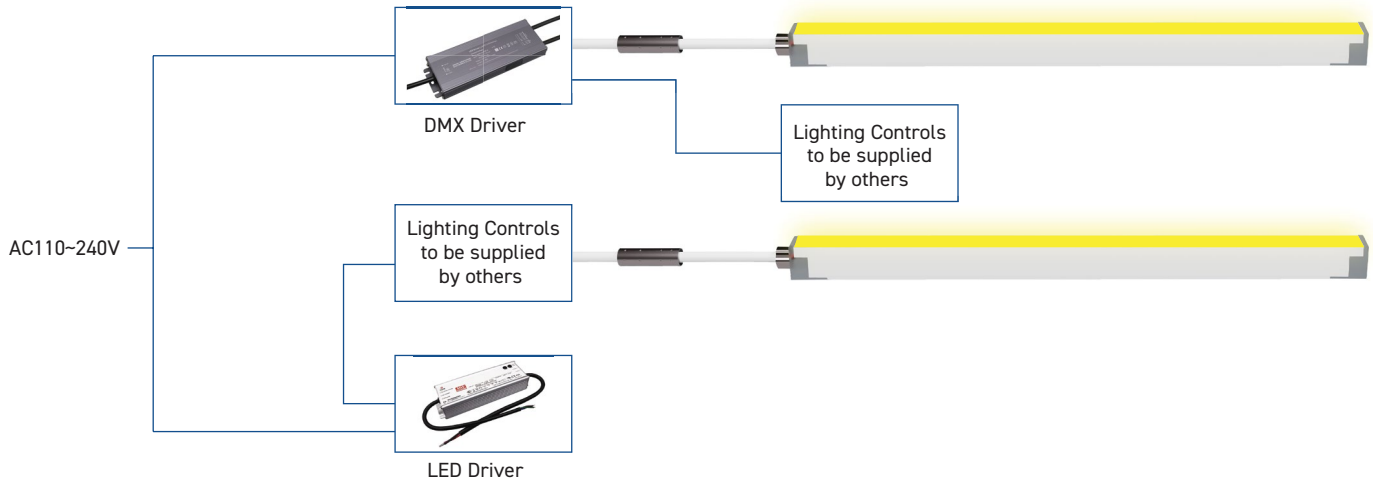 DMX Driver
Lighting Controls
to be supplied
by others
AC110~240V
Lighting Controls
to be supplied
by others
LED Driver